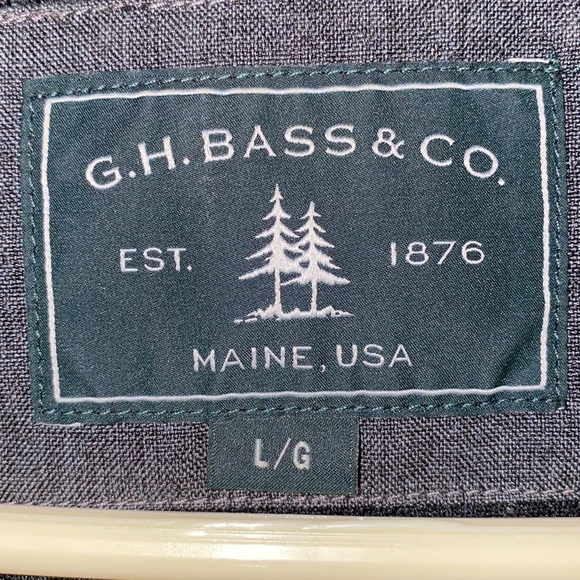 G.H. BASS & CO.
EST. 1876
MAINE, USA
L/G